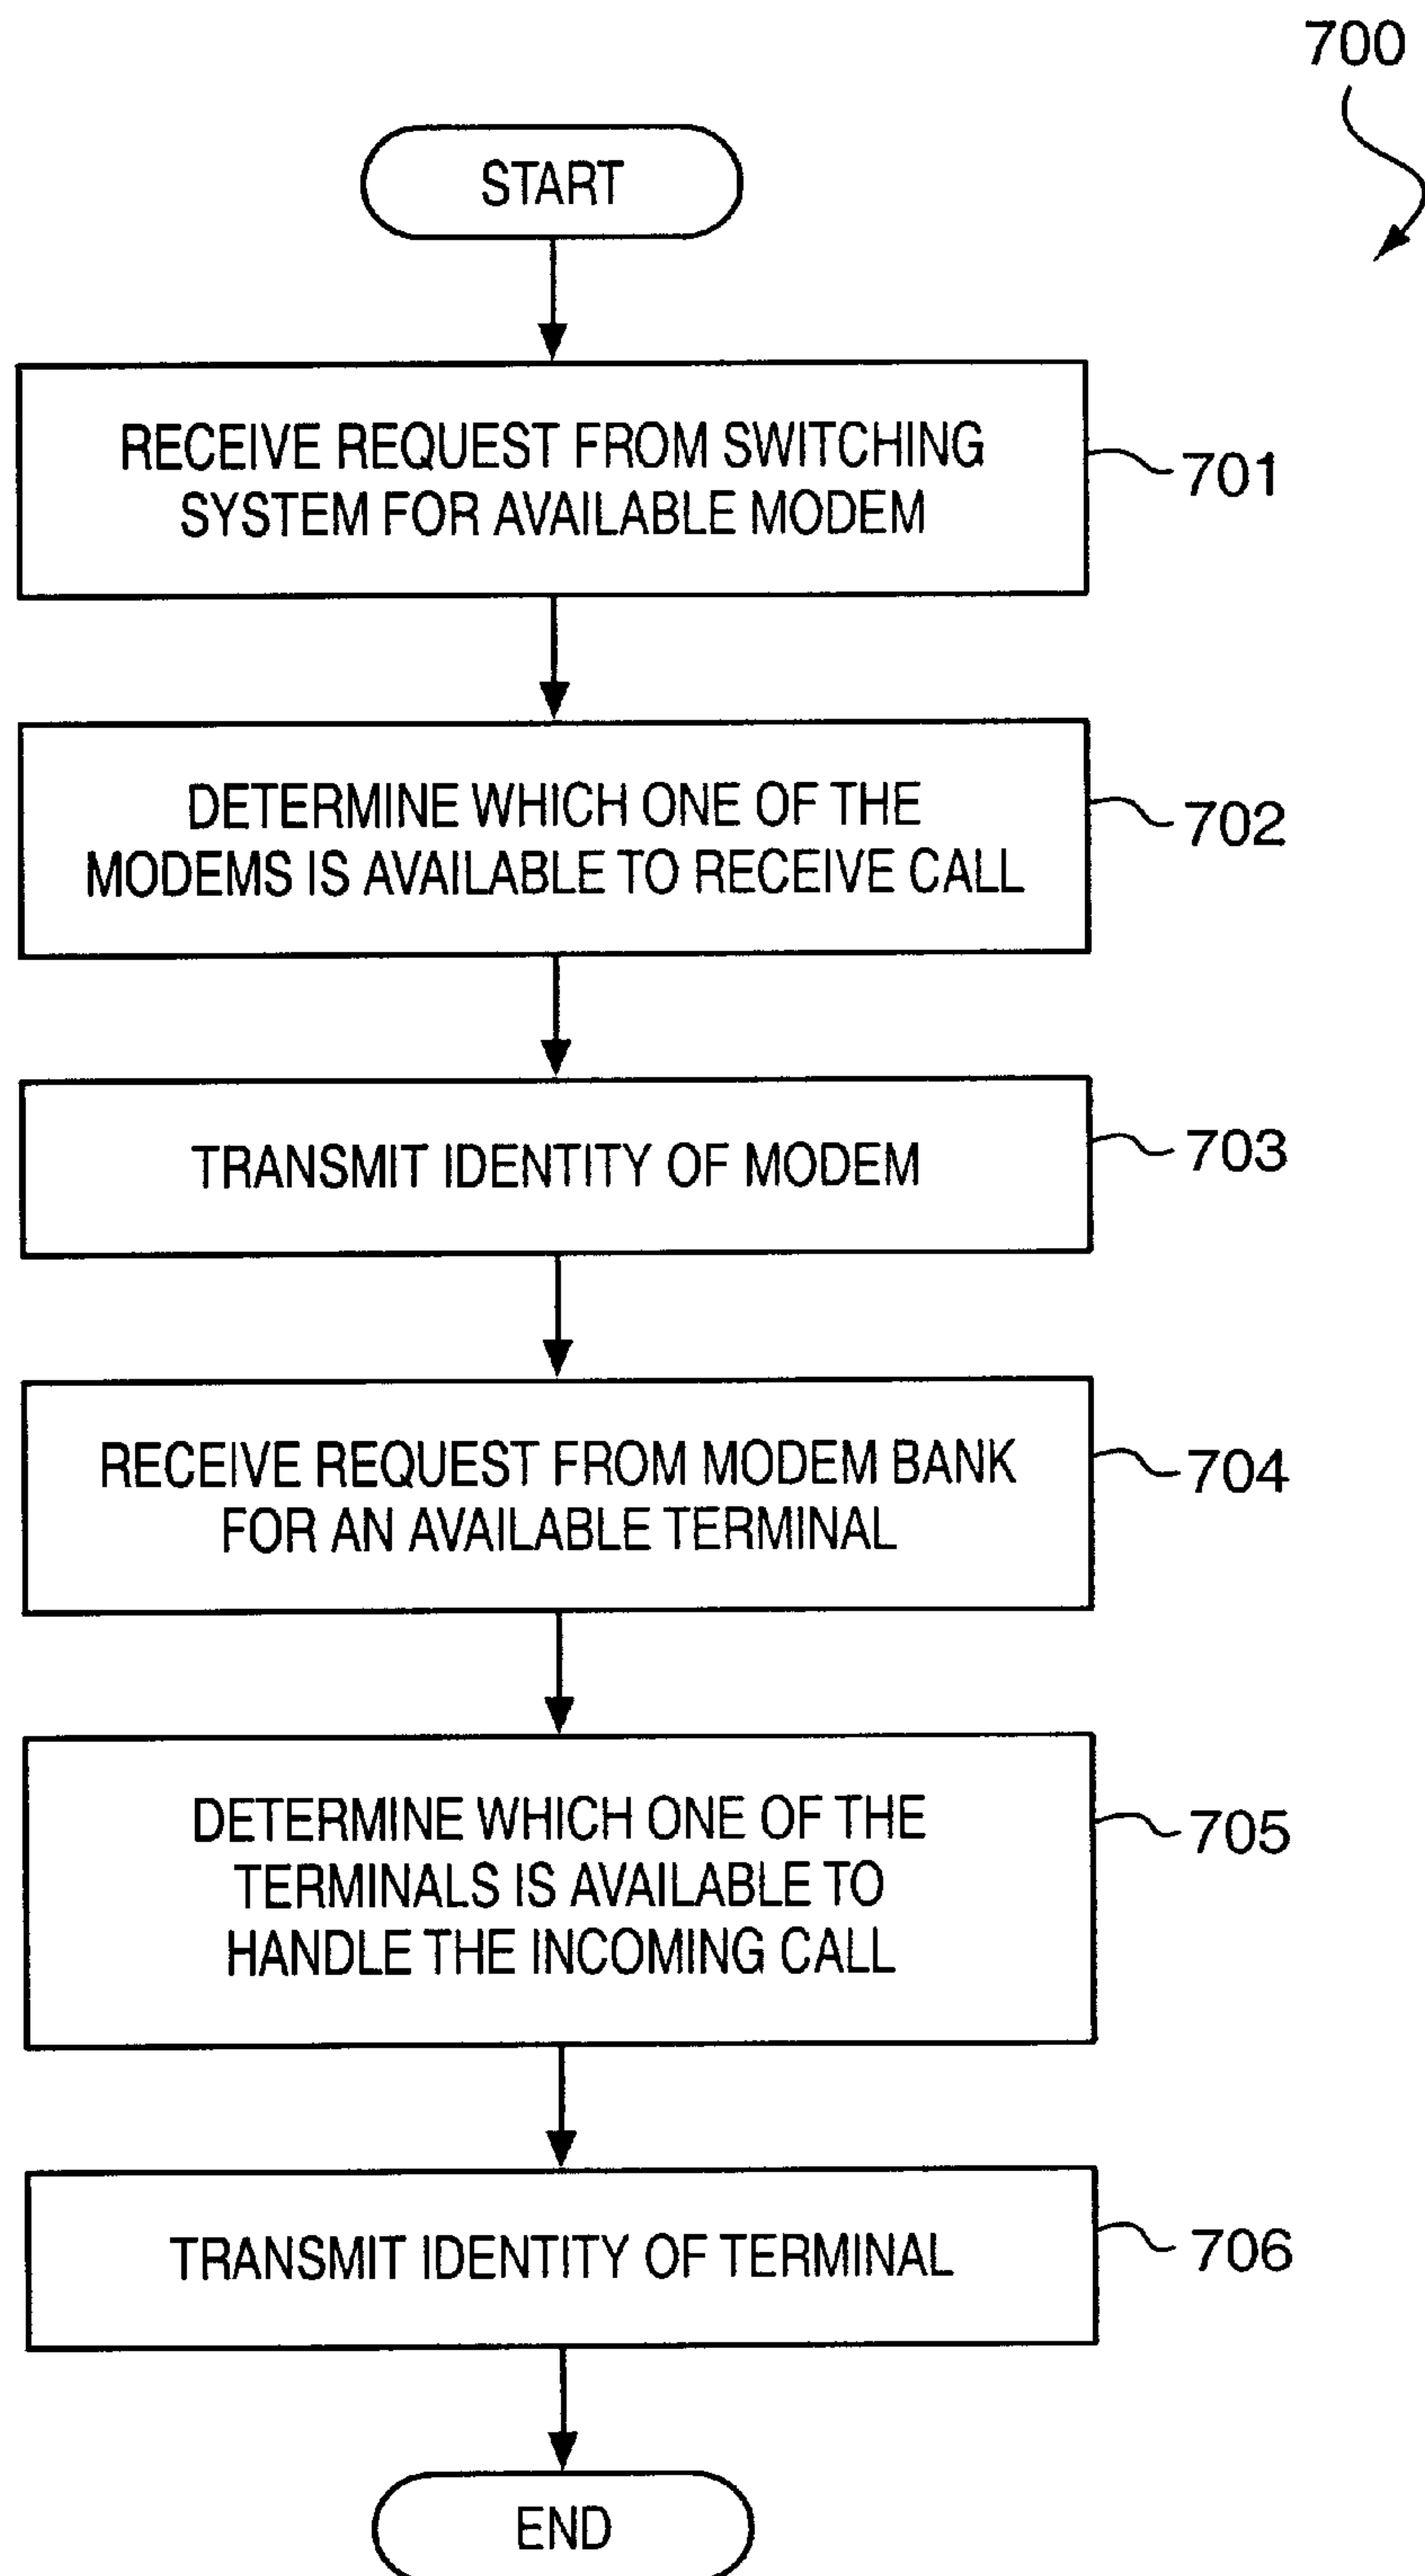 700
START
RECEIVE REQUEST FROM SWITCHING
SYSTEM FOR AVAILABLE MODEM
701
DETERMINE WHICH ONE OF THE
MODEMS IS AVAILABLE TO RECEIVE CALL
702
TRANSMIT IDENTITY OF MODEM
703
RECEIVE REQUEST FROM MODEM BANK
FOR AN AVAILABLE TERMINAL
704
DETERMINE WHICH ONE OF THE
TERMINALS IS AVAILABLE TO
HANDLE THE INCOMING CALL
705
TRANSMIT IDENTITY OF TERMINAL
706
END